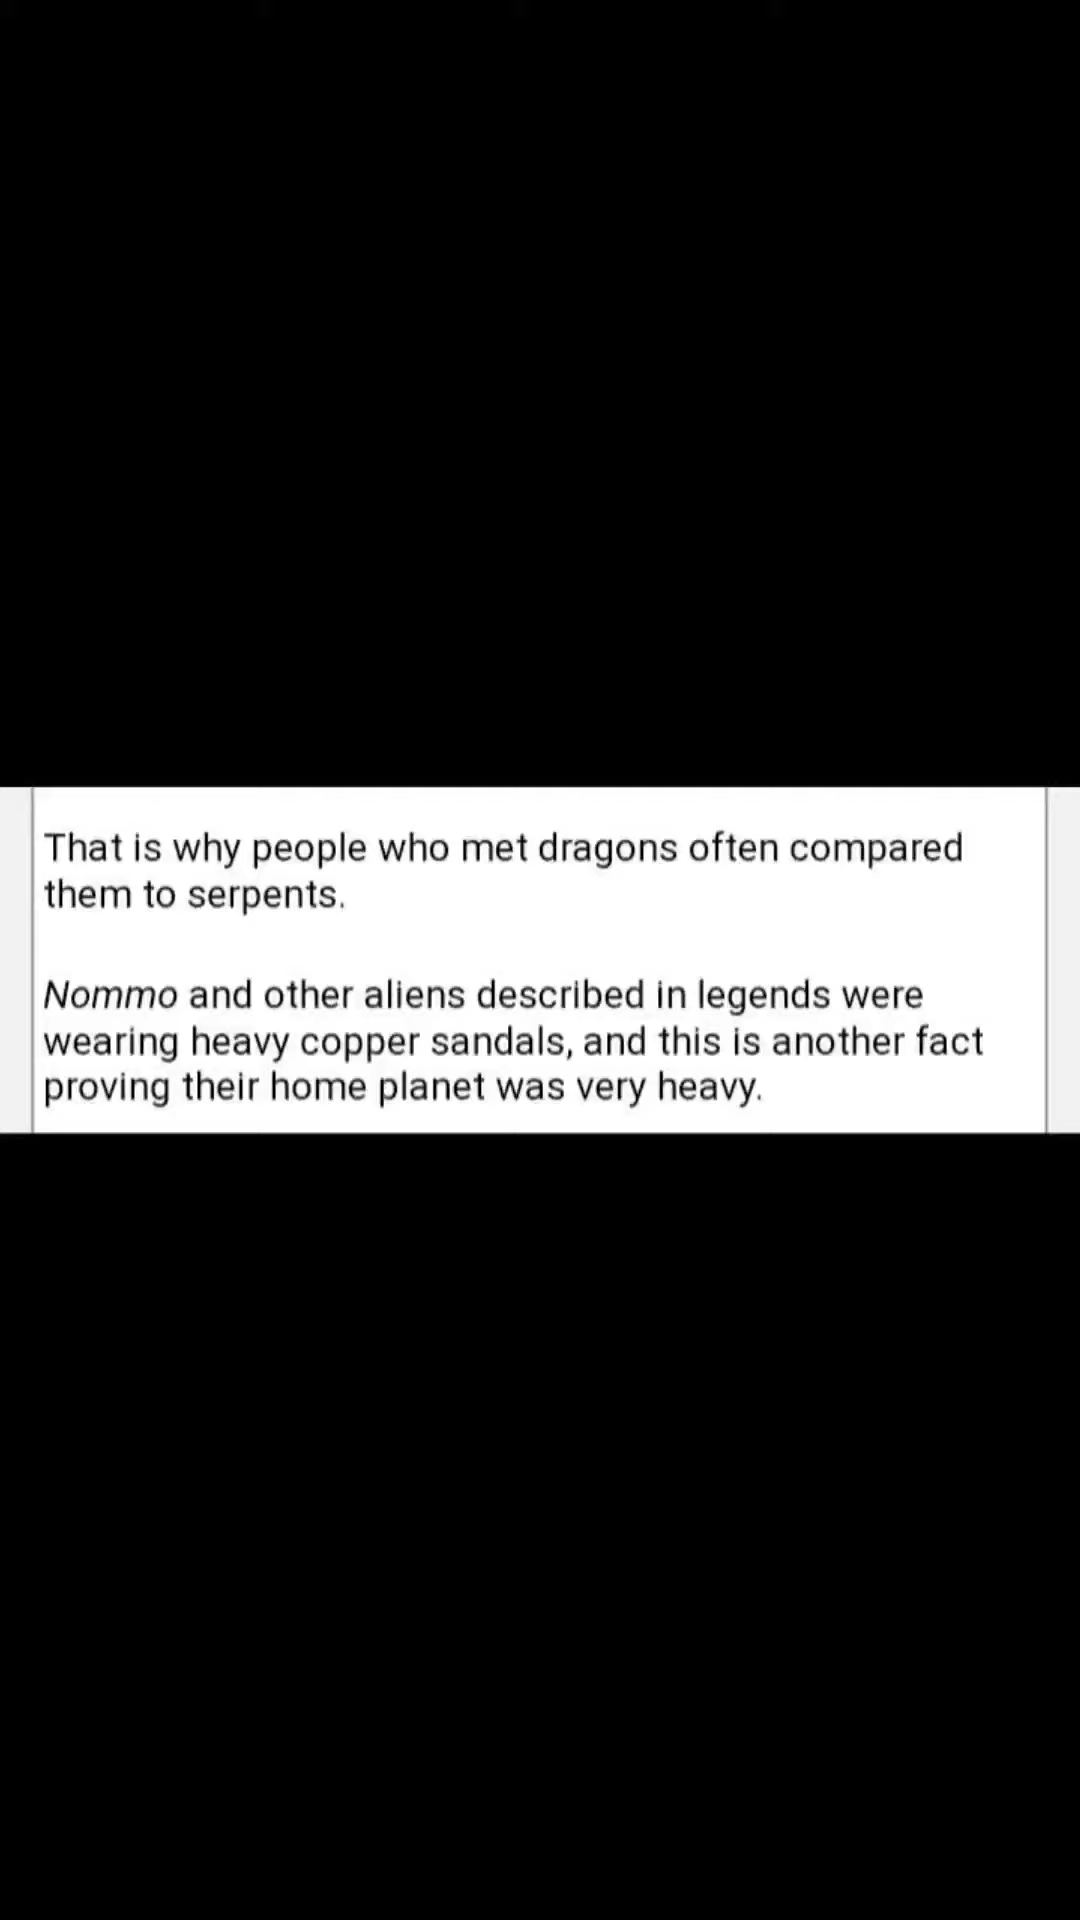 That is why people who met dragons often compared
them to serpents.
Nommo and other aliens described in legends were
wearing heavy copper sandals, and this is another fact
proving their home planet was very heavy.